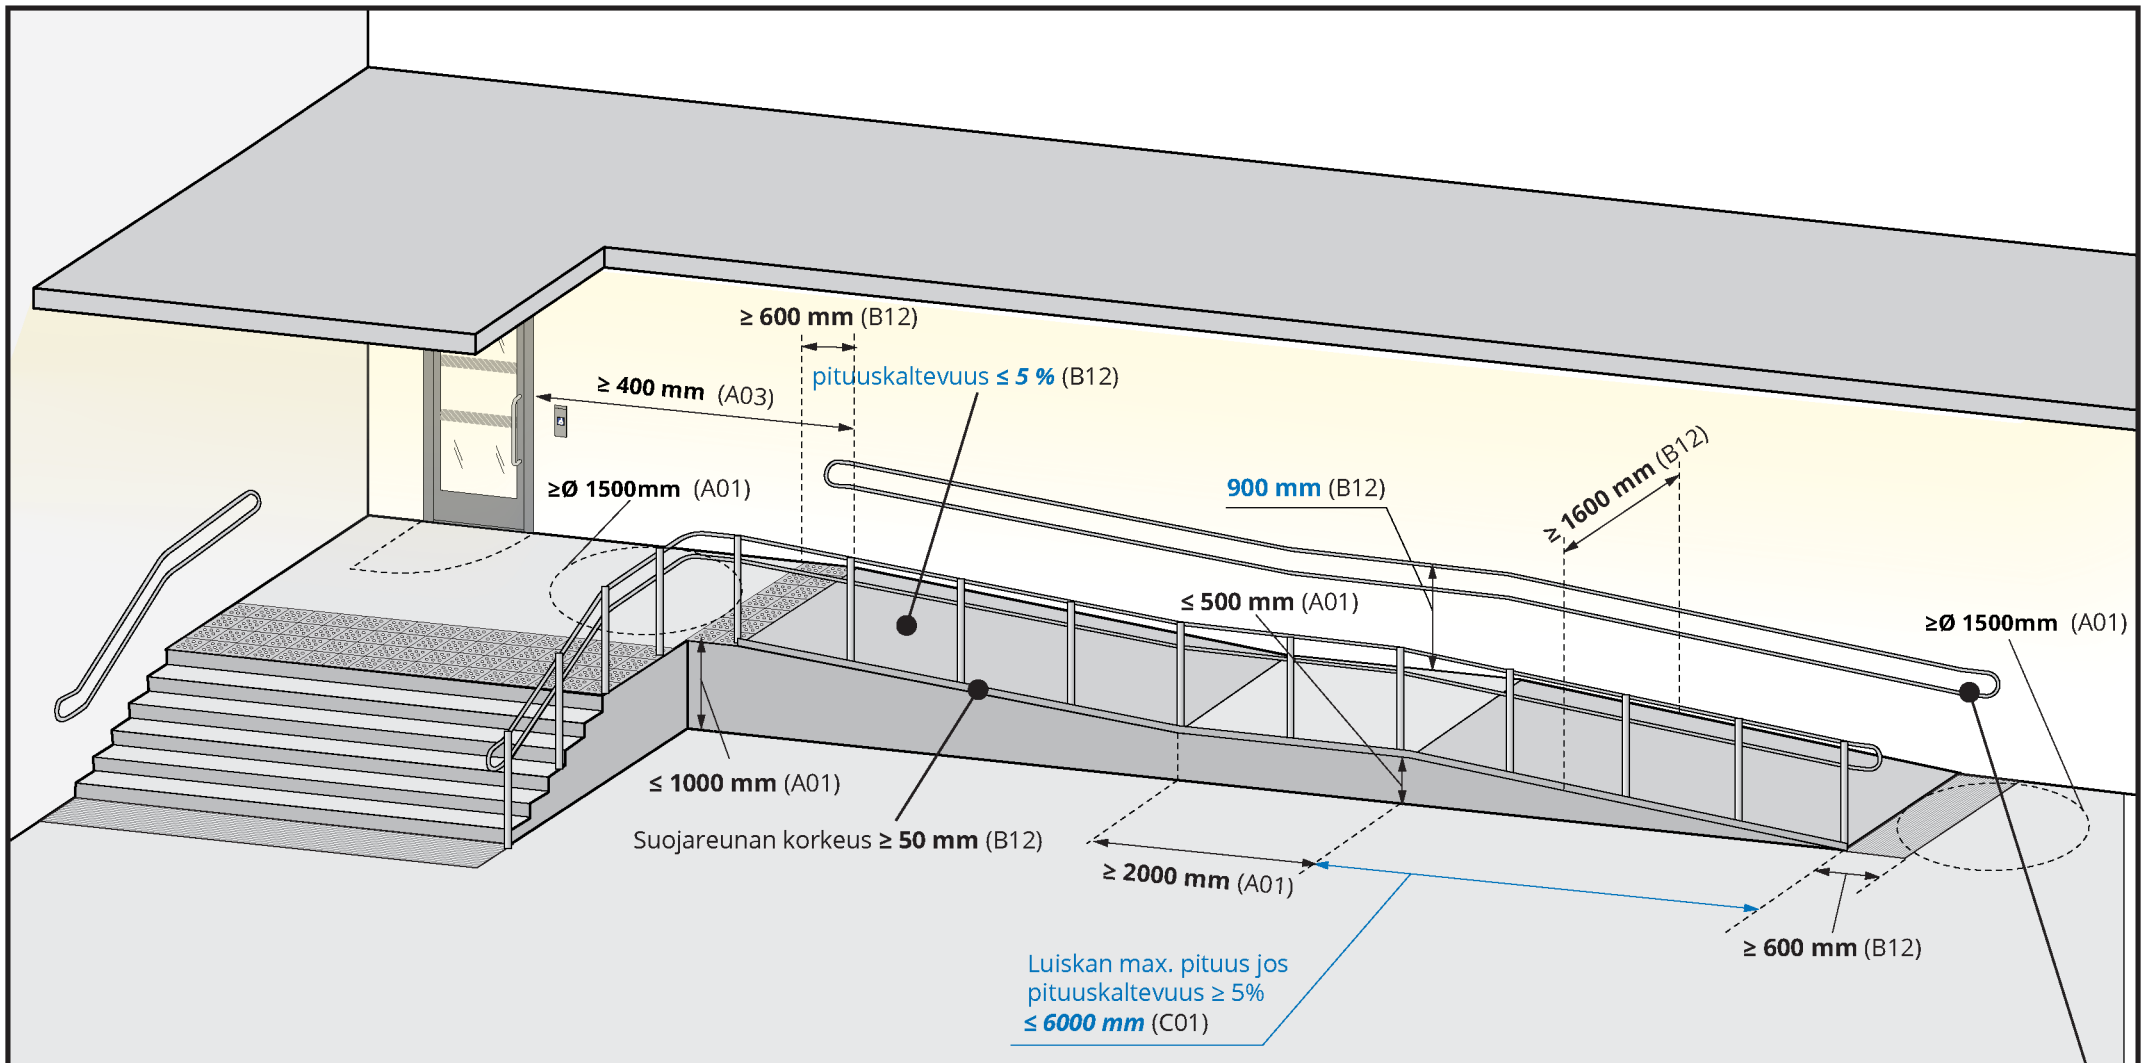 ≥ 600 mm (B12)
pituuskaltevuus ≤ 5 % (B12)
≥ 400 mm (A03)
≥ 1600 mm (B12)
≥Ø 1500mm (A01)
900 mm (B12)
≤ 500 mm (A01)
≥Ø 1500mm (A01)
≤ 1000 mm (A01)
Suojareunan korkeus ≥ 50 mm (B12)
≥ 2000 mm (A01)
≥ 600 mm (B12)
Luiskan max. pituus jos
pituuskaltevuus ≥ 5%
≤ 6000 mm (C01)